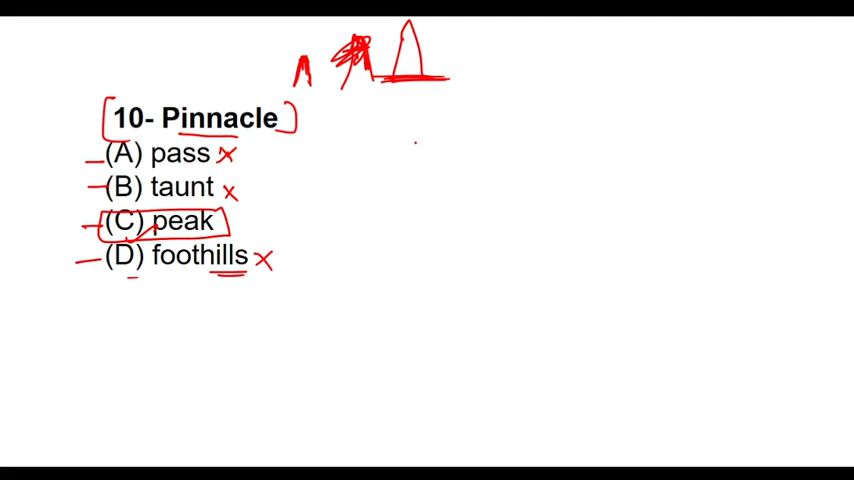 10- Pinnacle
(A) pass
(B) taunt
(C) peak
(D) foothills